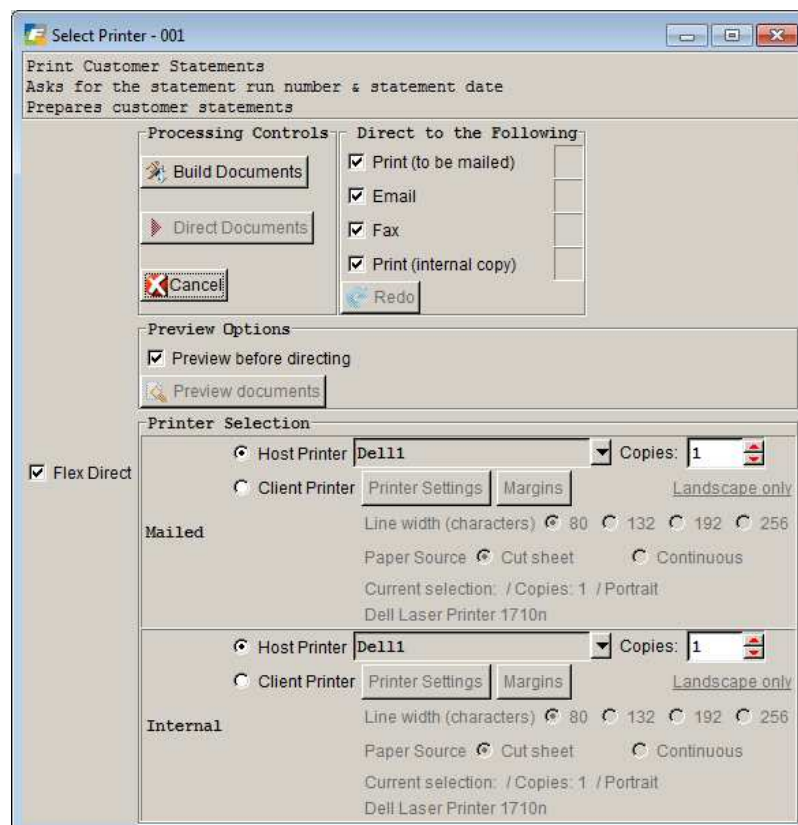 Select Printer - 001
Print Customer Statements
Asks for the statement run number & statement date
Prepares customer statements
Processing Controls
Build Documents
Direct Documents
Cancel
Direct to the Following
Print (to be mailed)
Email
Fax
Print (internal copy)
Redo
Preview Options
Preview before directing
Preview documents
Flex Direct
Printer Selection
Mailed
Host Printer Dell1 Copies: 1
Client Printer Printer Settings Margins Landscape only
Line width (characters) 80 132 192 256
Paper Source Cut sheet Continuous
Current selection: / Copies: 1 / Portrait
Dell Laser Printer 1710n
Internal
Host Printer Dell1 Copies: 1
Client Printer Printer Settings Margins Landscape only
Line width (characters) 80 132 192 256
Paper Source Cut sheet Continuous
Current selection: / Copies: 1 / Portrait
Dell Laser Printer 1710n